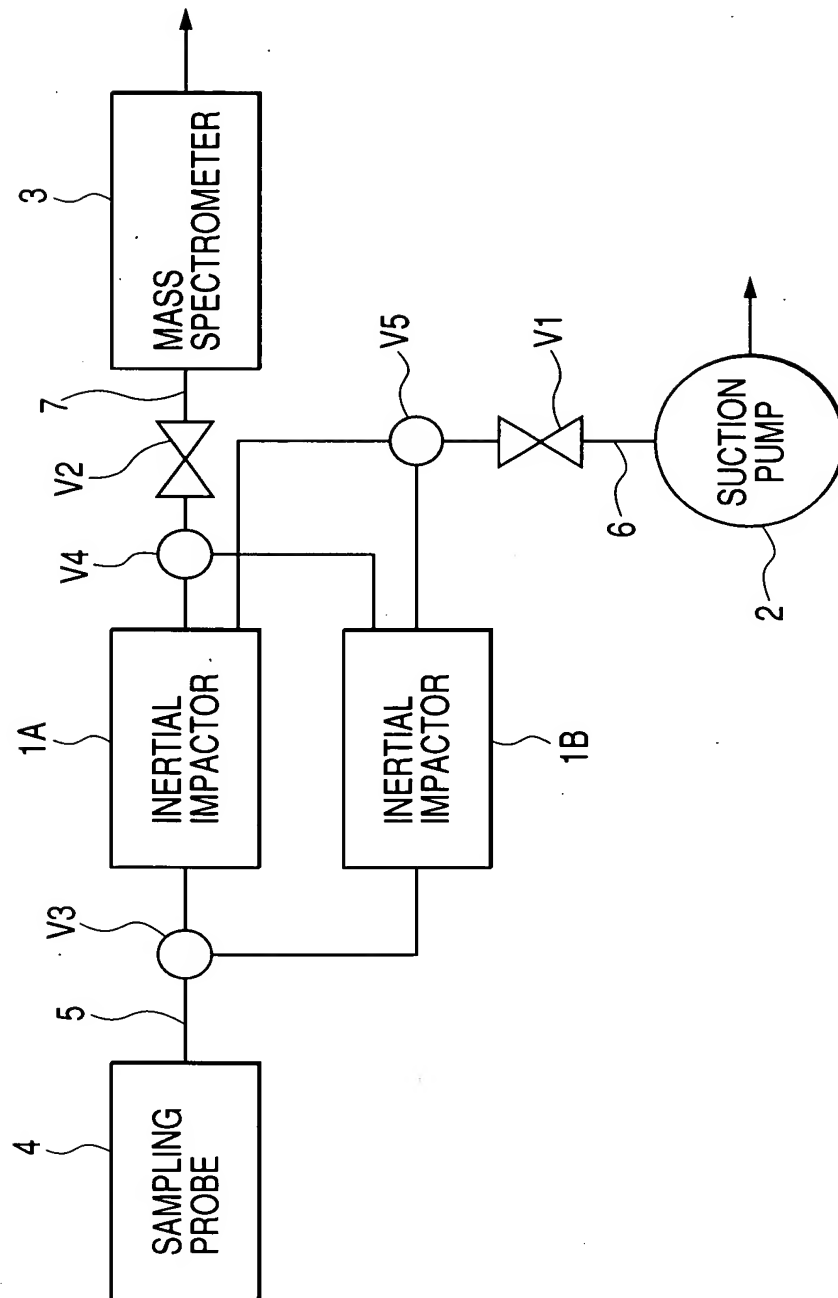 4
SAMPLING
PROBE
5
V3
1A
INERTIAL
IMPACTOR
1B
INERTIAL
IMPACTOR
V4
V2
7
3
MASS
SPECTROMETER
V5
V1
6
2
SUCTION
PUMP